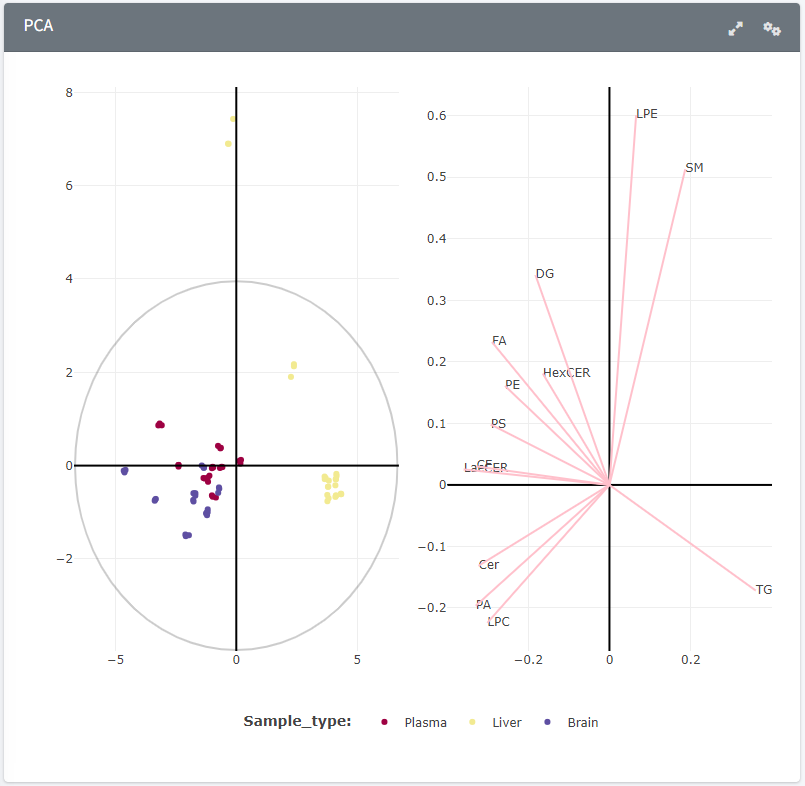 PCA
8
6
4
2
0
−2
−5 0 5
0.6
0.5
0.4
0.3
0.2
0.1
0
−0.1
−0.2
−0.2 0 0.2
LPE
SM
DG
FA
HexCER
PE
PS
CE
LacCER
Cer
PA
LPC
TG
Sample_type: Plasma Liver Brain